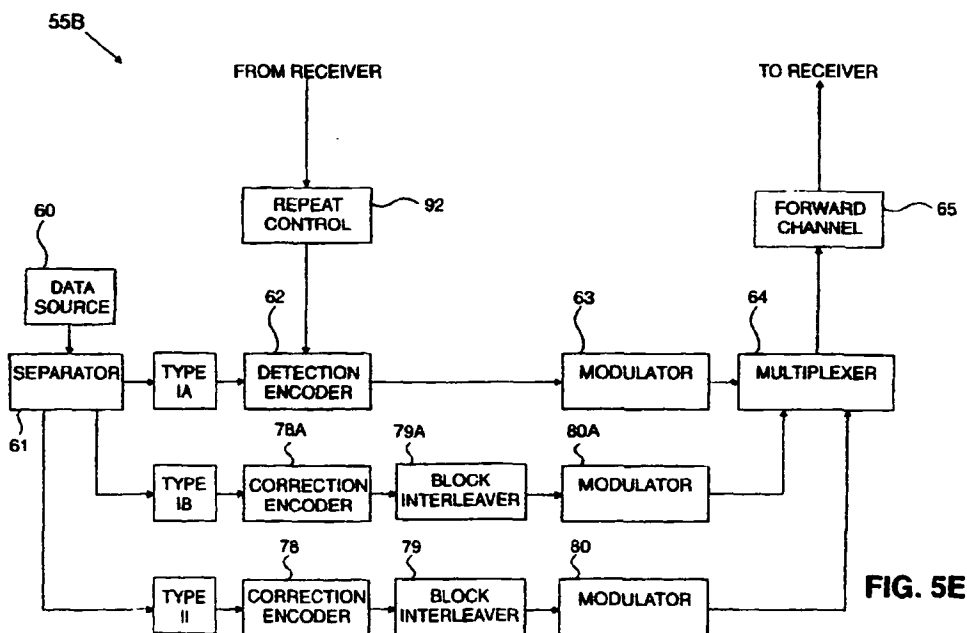 55B
FROM RECEIVER
TO RECEIVER
60
REPEAT
CONTROL
92
FORWARD
CHANNEL
65
DATA
SOURCE
62
63
64
SEPARATOR
TYPE
IA
DETECTION
ENCODER
MODULATOR
MULTIPLEXER
61
78A
79A
80A
TYPE
IB
CORRECTION
ENCODER
BLOCK
INTERLEAVER
MODULATOR
78
79
80
TYPE
II
CORRECTION
ENCODER
BLOCK
INTERLEAVER
MODULATOR
FIG. 5E